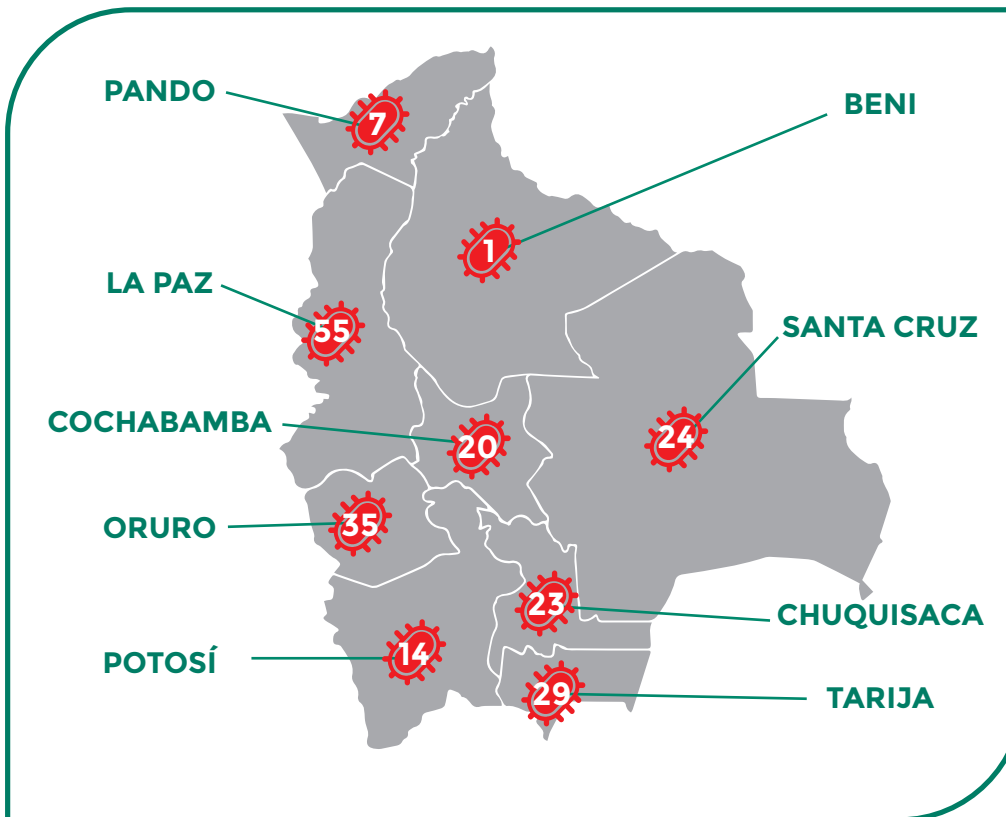 PANDO
7
BENI
1
LA PAZ
55
SANTA CRUZ
24
COCHABAMBA
20
ORURO
35
CHUQUISACA
23
POTOSÍ
14
TARIJA
29